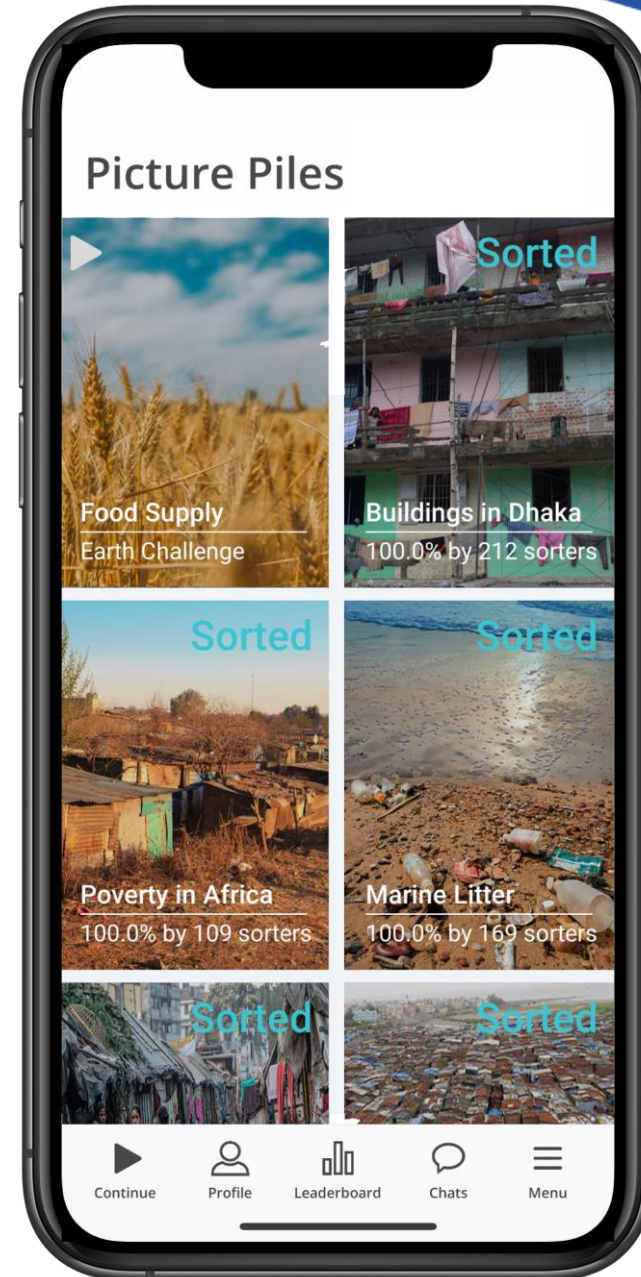 Picture Piles
Sorted
Food Supply
Earth Challenge
Buildings in Dhaka
100.0% by 212 sorters
Sorted
Sorted
Poverty in Africa
100.0% by 109 sorters
Marine Litter
100.0% by 169 sorters
Sorted
Sorted
Continue
Profile
Leaderboard
Chats
Menu